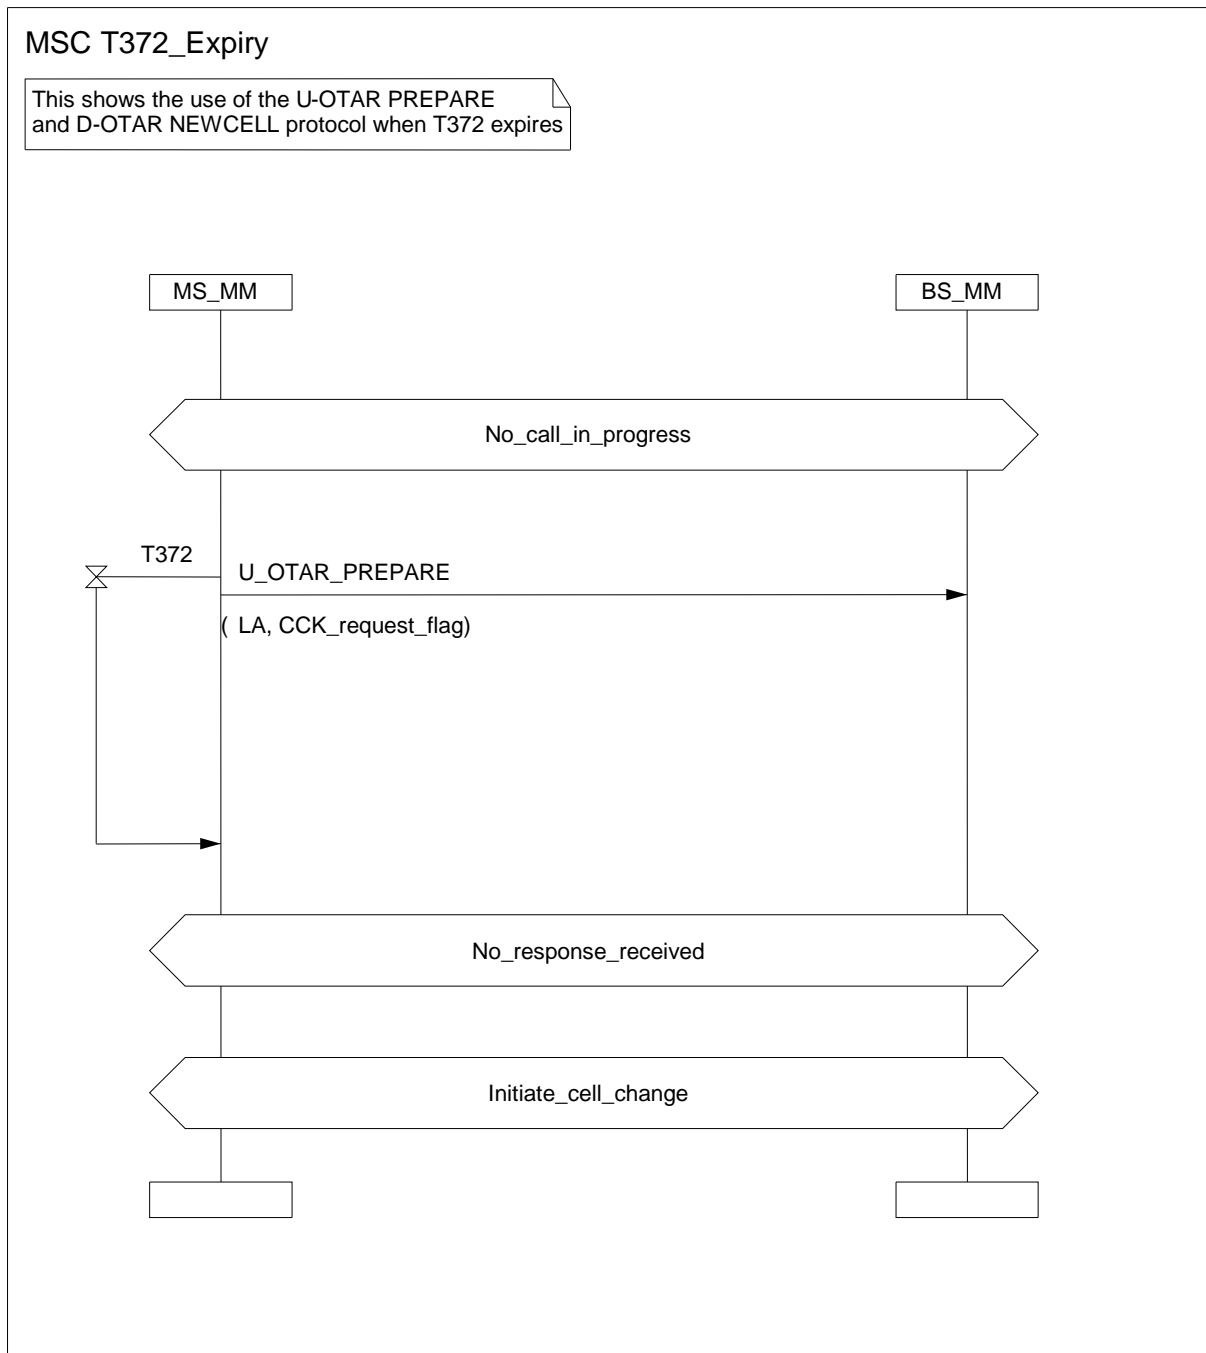 MSC T372_Expiry
This shows the use of the U-OTAR PREPARE
and D-OTAR NEWCELL protocol when T372 expires
MS_MM
BS_MM
No_call_in_progress
T372
U_OTAR_PREPARE
( LA, CCK_request_flag)
No_response_received
Initiate_cell_change